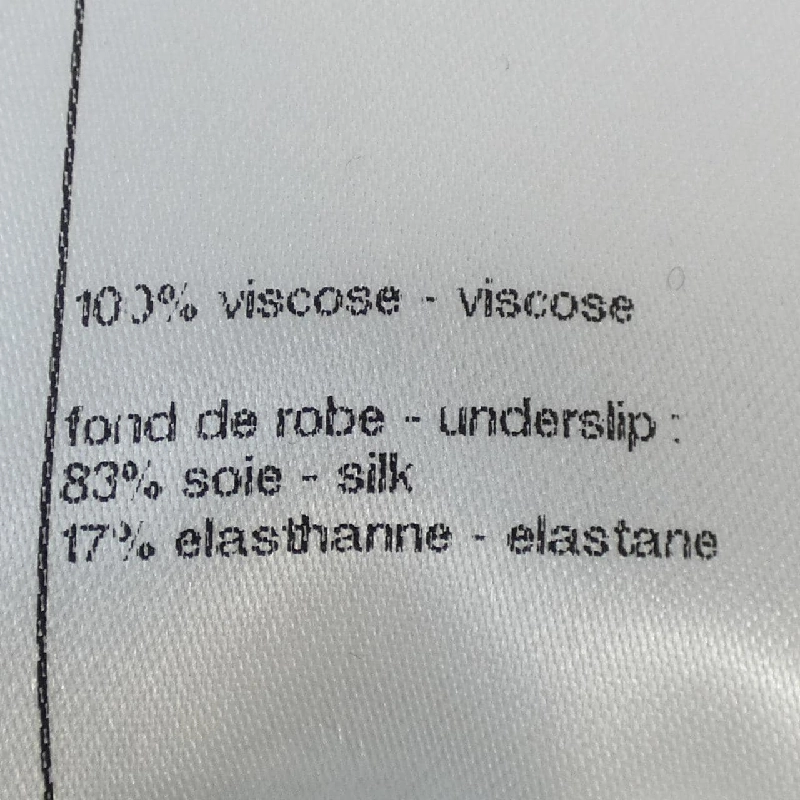 100% viscose - viscose
fond de robe - underslip :
83% soie - silk
17% elasthanne - elastane